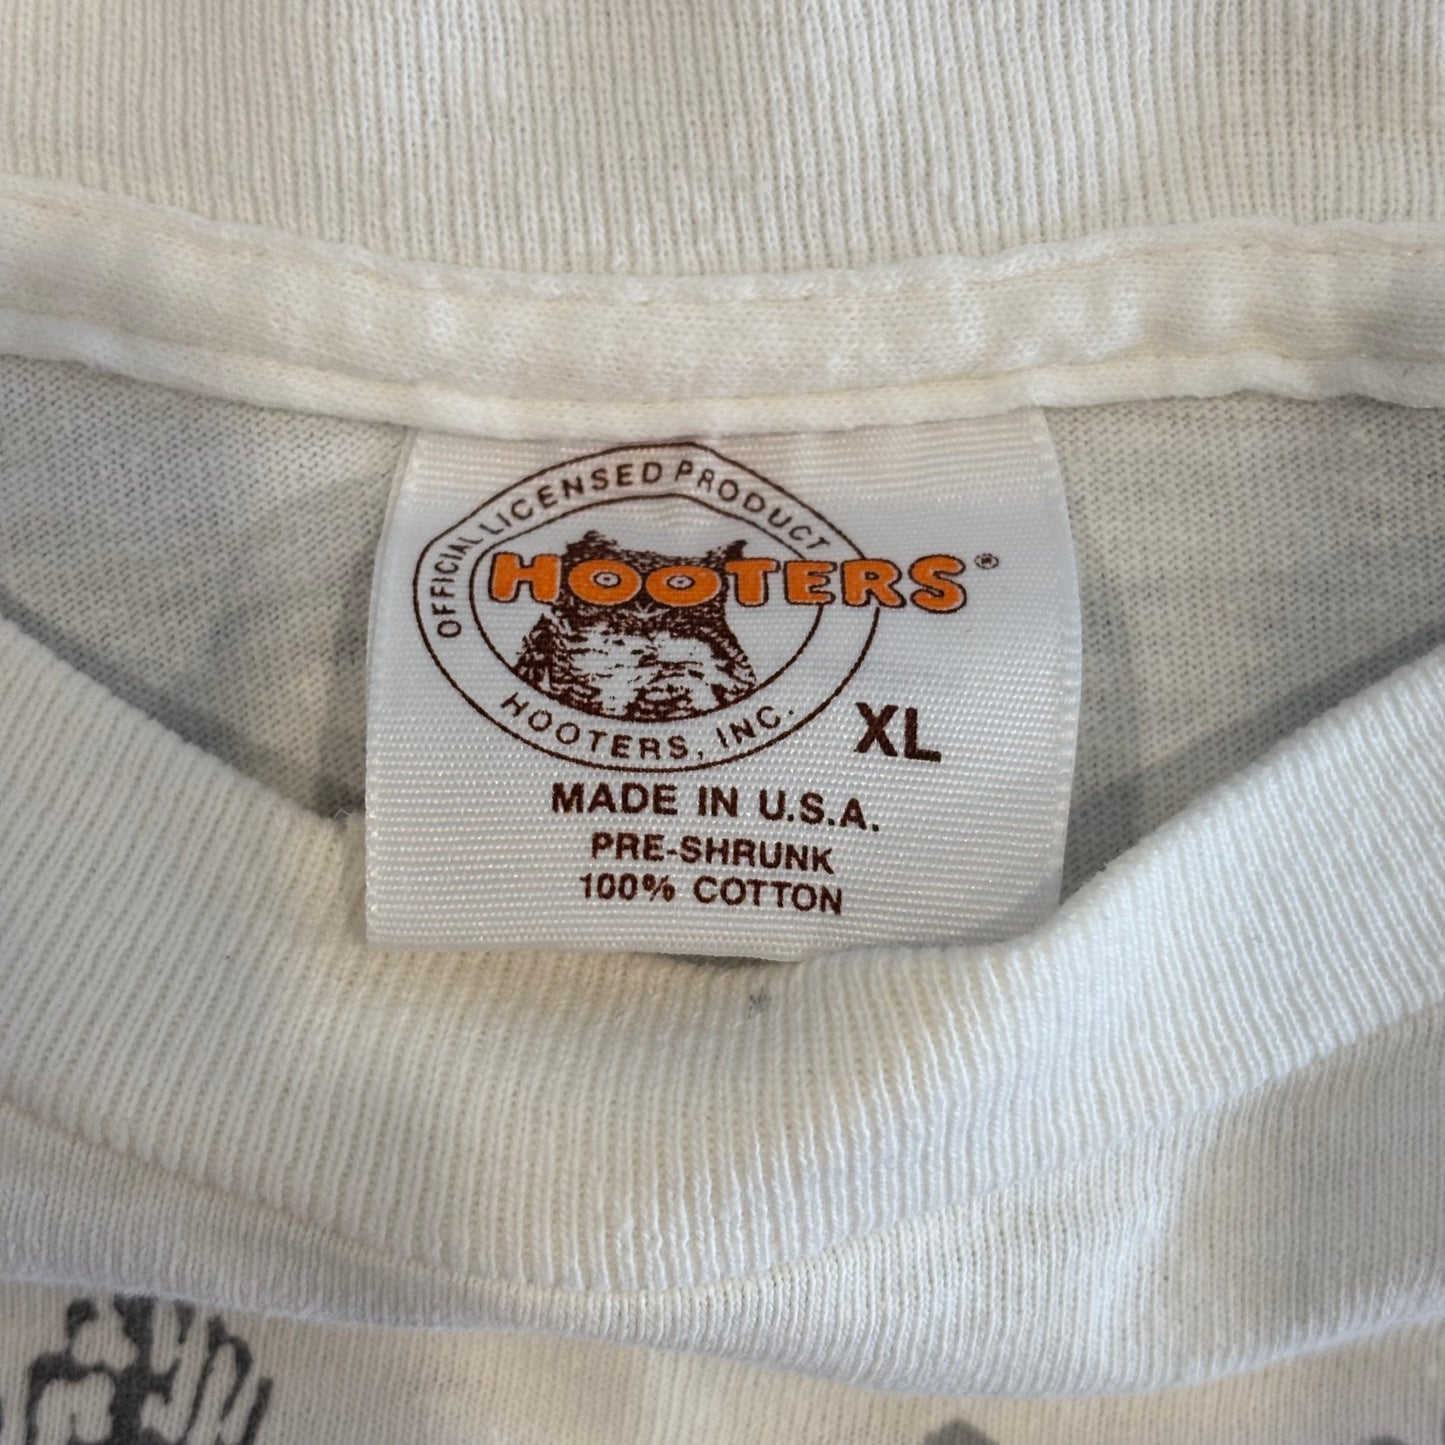 OFFICIAL LICENSED PRODUCT
HOOTERS®
HOOTERS, INC.
XL
MADE IN U.S.A.
PRE-SHRUNK
100% COTTON